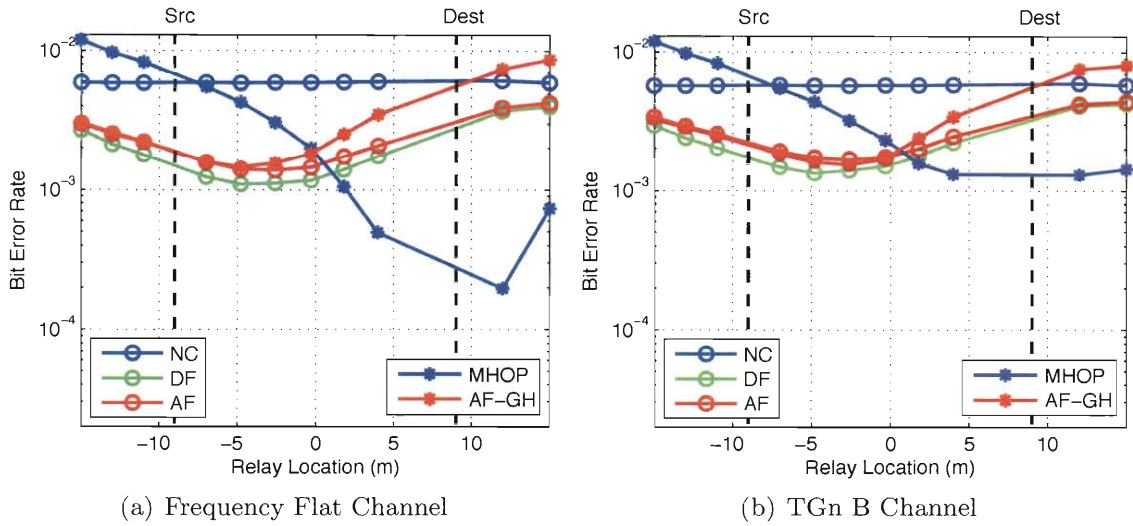 Src Dest
10^−2
10^−3
10^−4
Bit Error Rate
NC
DF
AF
MHOP
AF−GH
−10 −5 0 5 10
Relay Location (m)
(a) Frequency Flat Channel
Src Dest
10^−2
10^−3
10^−4
Bit Error Rate
NC
DF
AF
MHOP
AF−GH
−10 −5 0 5 10
Relay Location (m)
(b) TGn B Channel